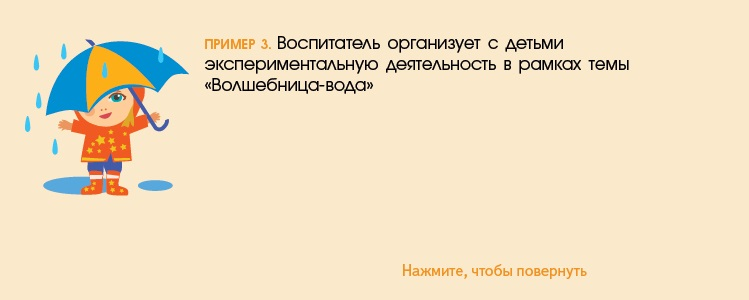 ПРИМЕР 3. Воспитатель организует с детьми
экспериментальную деятельность в рамках темы
«Волшебница-вода»
Нажмите, чтобы повернуть